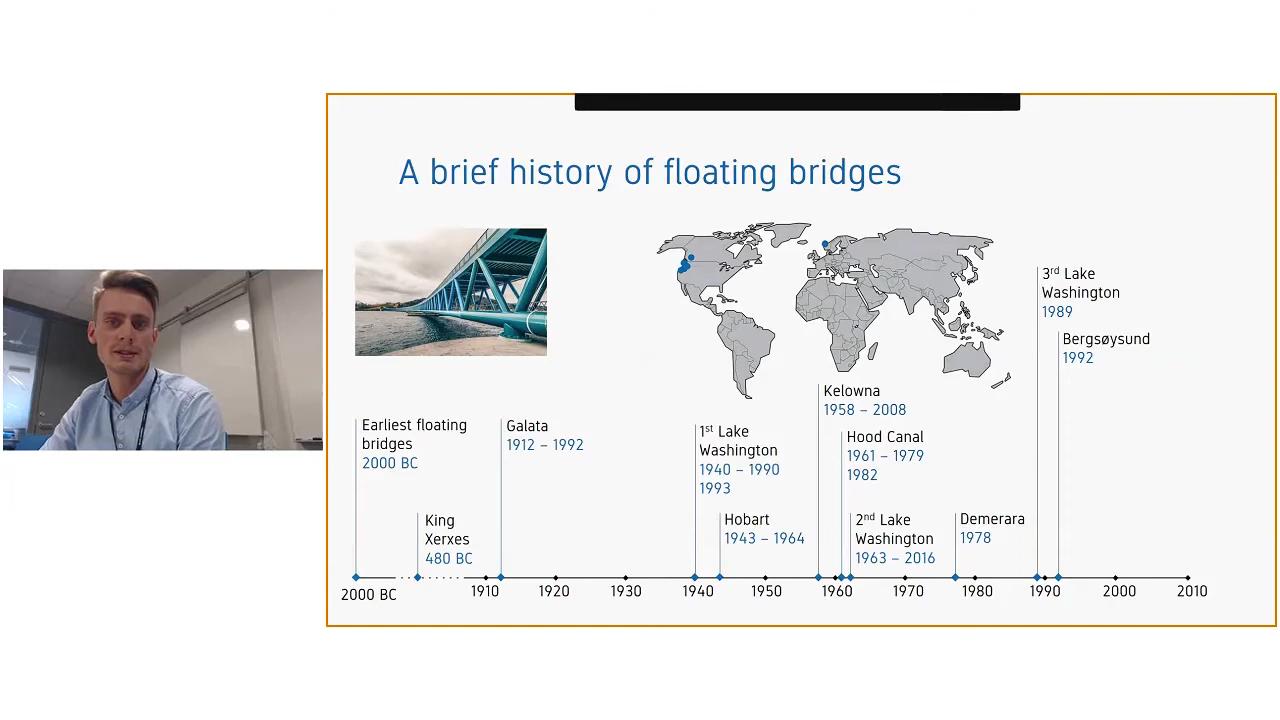 A brief history of floating bridges
Earliest floating
bridges
2000 BC
King
Xerxes
480 BC
Galata
1912 – 1992
1st Lake
Washington
1940 – 1990
1993
Hobart
1943 – 1964
Kelowna
1958 – 2008
Hood Canal
1961 – 1979
1982
2nd Lake
Washington
1963 – 2016
Demerara
1978
3rd Lake
Washington
1989
Bergsøysund
1992
2000 BC 1910 1920 1930 1940 1950 1960 1970 1980 1990 2000 2010